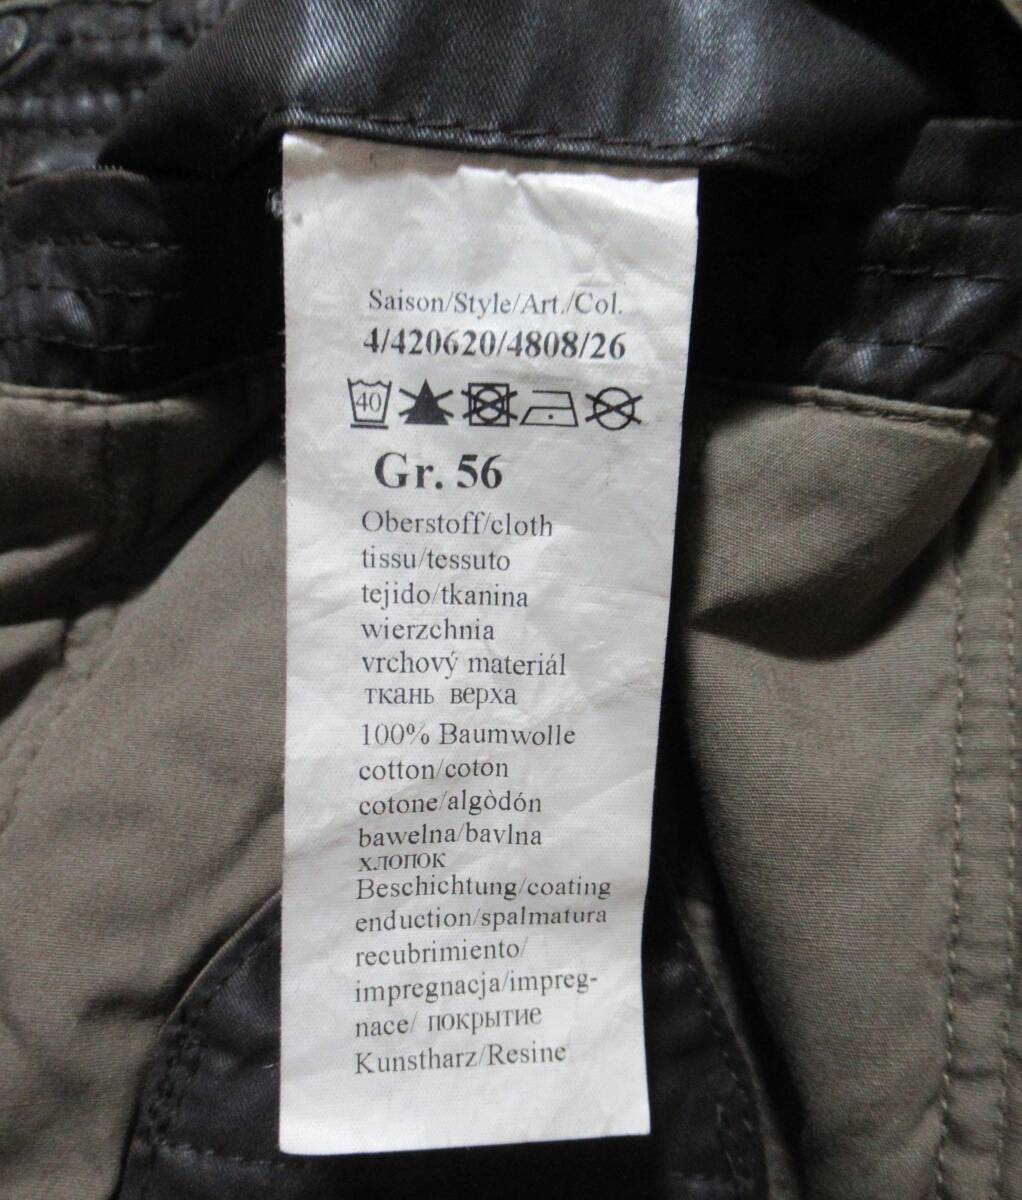 Saison/Style/Art./Col.
4/420620/4808/26
40
Gr. 56
Oberstoff/cloth
tissu/tessuto
tejido/tkanina
wierzchnia
vrchový materiál
ткань верха
100% Baumwolle
cotton/coton
cotone/algòdón
bawelna/bavlna
хлопок
Beschichtung/coating
enduction/spalmatura
recubrimiento/
impregnacja/impreg-
nace/ покрытие
Kunstharz/Resine